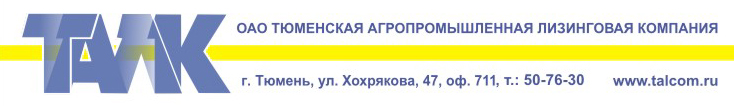 ТАЛК
ОАО ТЮМЕНСКАЯ АГРОПРОМЫШЛЕННАЯ ЛИЗИНГОВАЯ КОМПАНИЯ
г. Тюмень, ул. Хохрякова, 47, оф. 711, т.: 50-76-30 www.talcom.ru